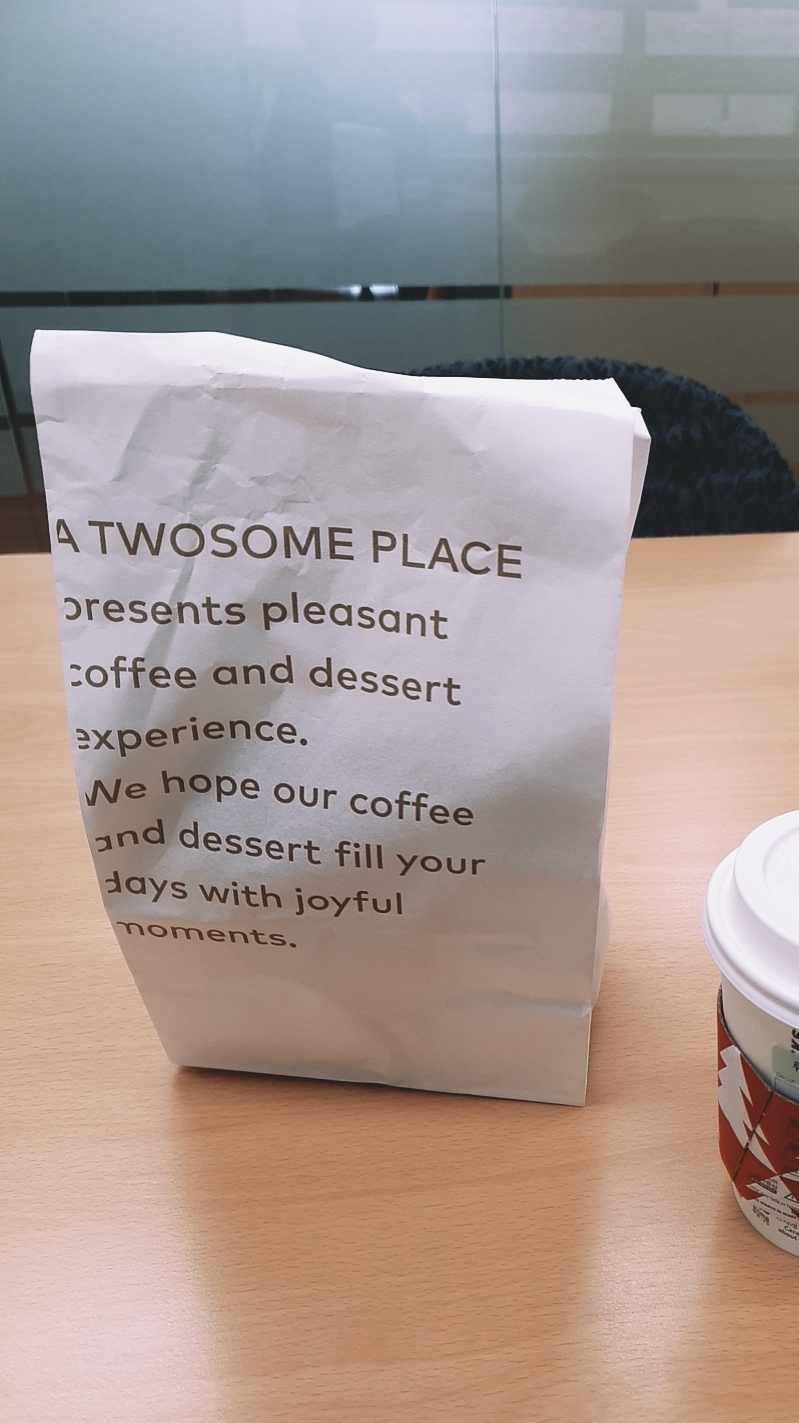 A TWOSOME PLACE
presents pleasant
coffee and dessert
experience.
We hope our coffee
and dessert fill your
days with joyful
moments.